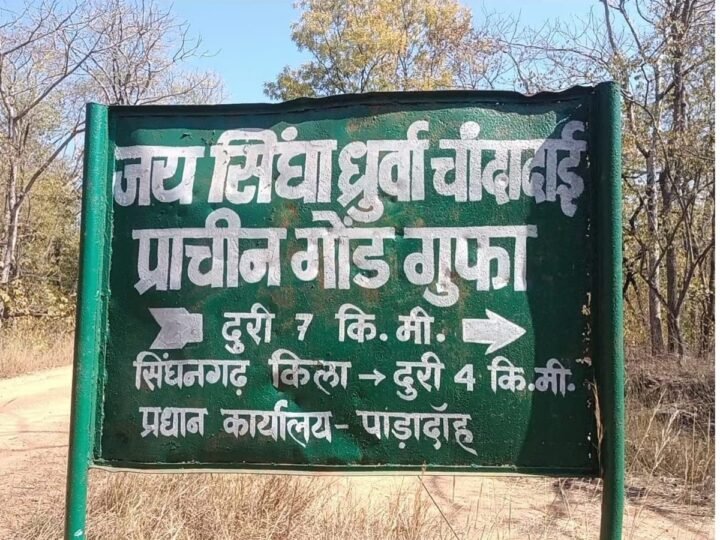 जय सिंघा ध्रुर्वा चांदादाई
प्राचीन गोंड गुफा
दुरी 7 कि. मी. →
सिंघनगढ़ किला → दुरी 4 कि. मी.
प्रधान कार्यालय - पाड़ादॉह